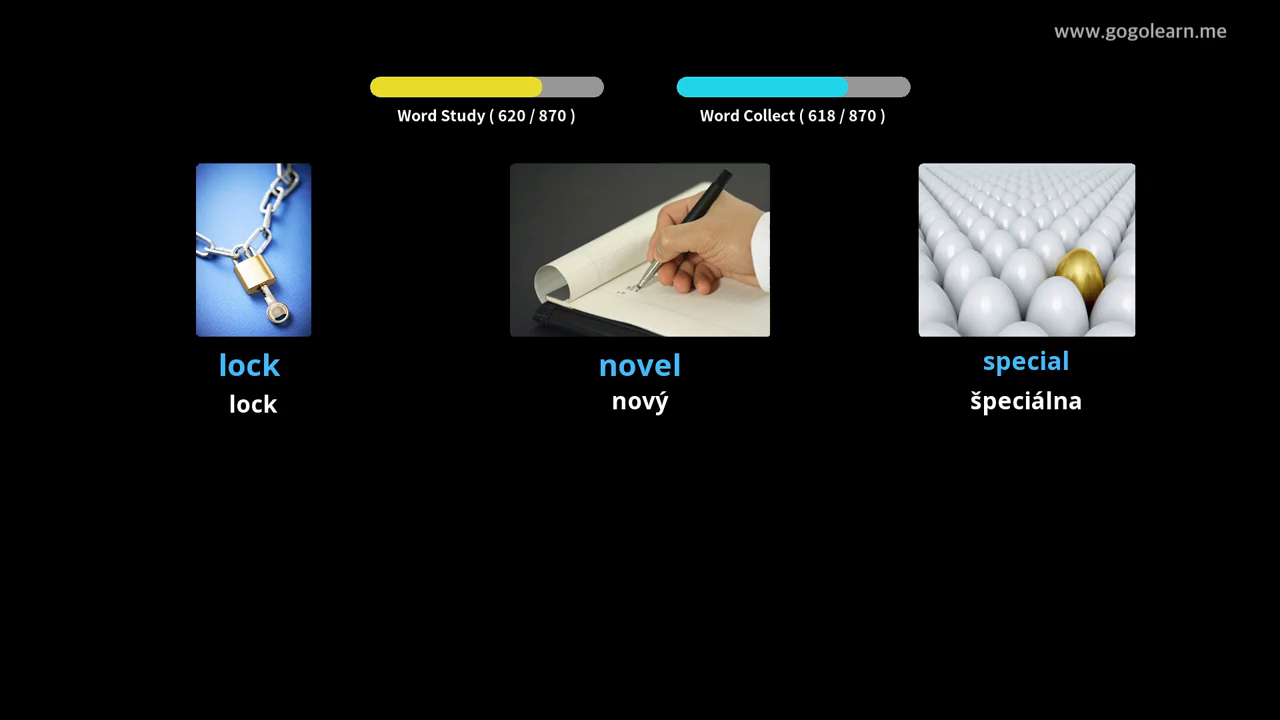 www.gogolearn.me
Word Study ( 620 / 870 )
Word Collect ( 618 / 870 )
lock
lock
novel
nový
special
špeciálna